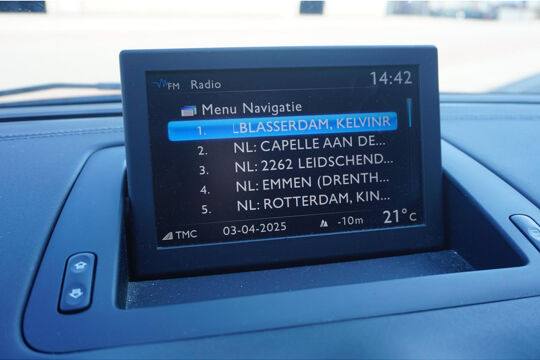 FM Radio 14:42
Menu Navigatie
1. .BLASSERDAM, KELVINR
2. NL: CAPELLE AAN DE...
3. NL: 2262 LEIDSCHEND...
4. NL: EMMEN (DRENTH...
5. NL: ROTTERDAM, KIN...
TMC 03-04-2025 -10m 21°C